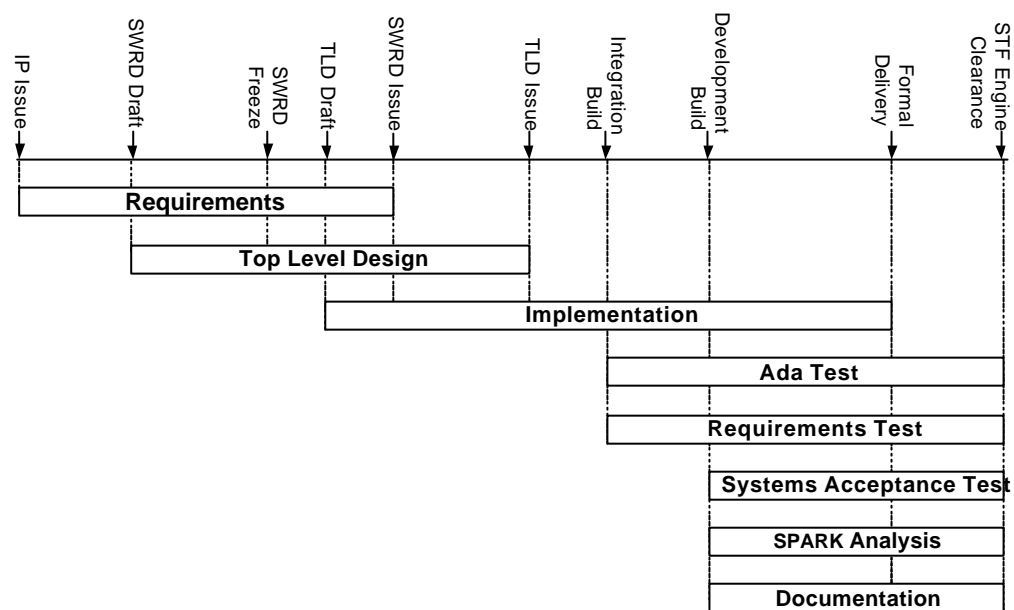 IP Issue
SWRD Draft
SWRD
Freeze
TLD Draft
SWRD Issue
TLD Issue
Integration
Build
Development
Build
Formal
Delivery
STF Engine
Clearance
Requirements
Top Level Design
Implementation
Ada Test
Requirements Test
Systems Acceptance Test
SPARK Analysis
Documentation